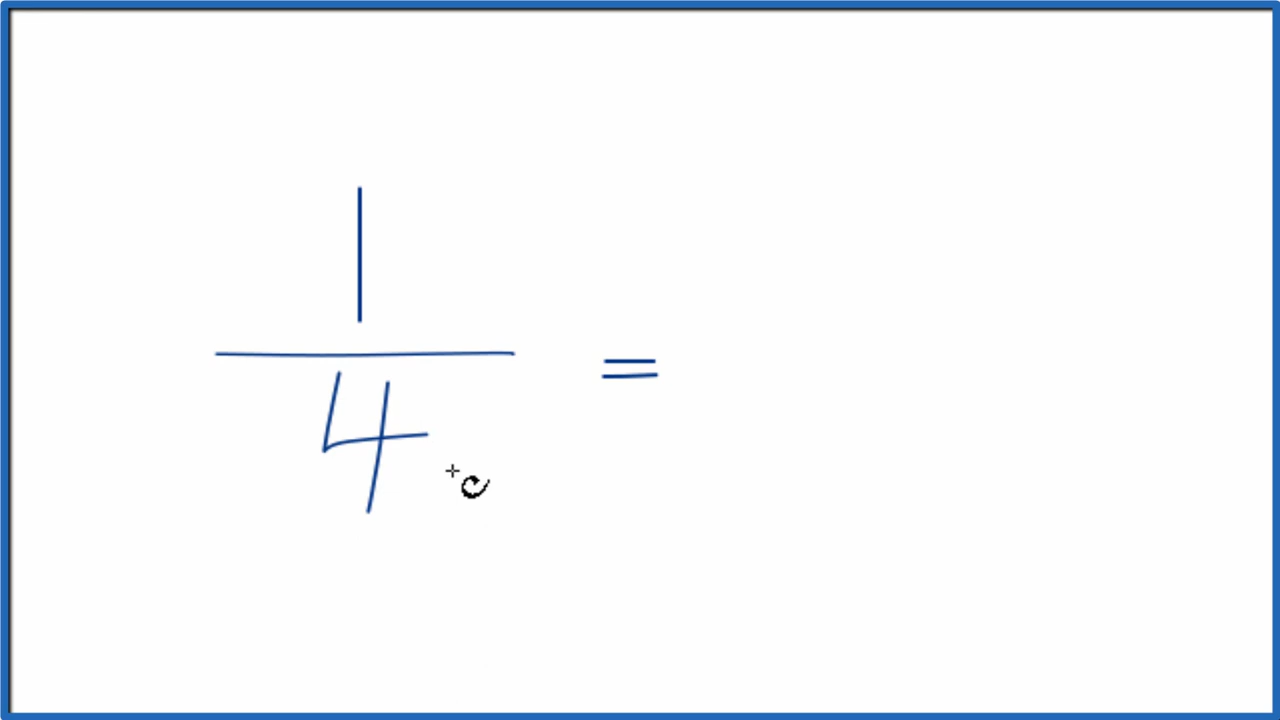 1/4 =